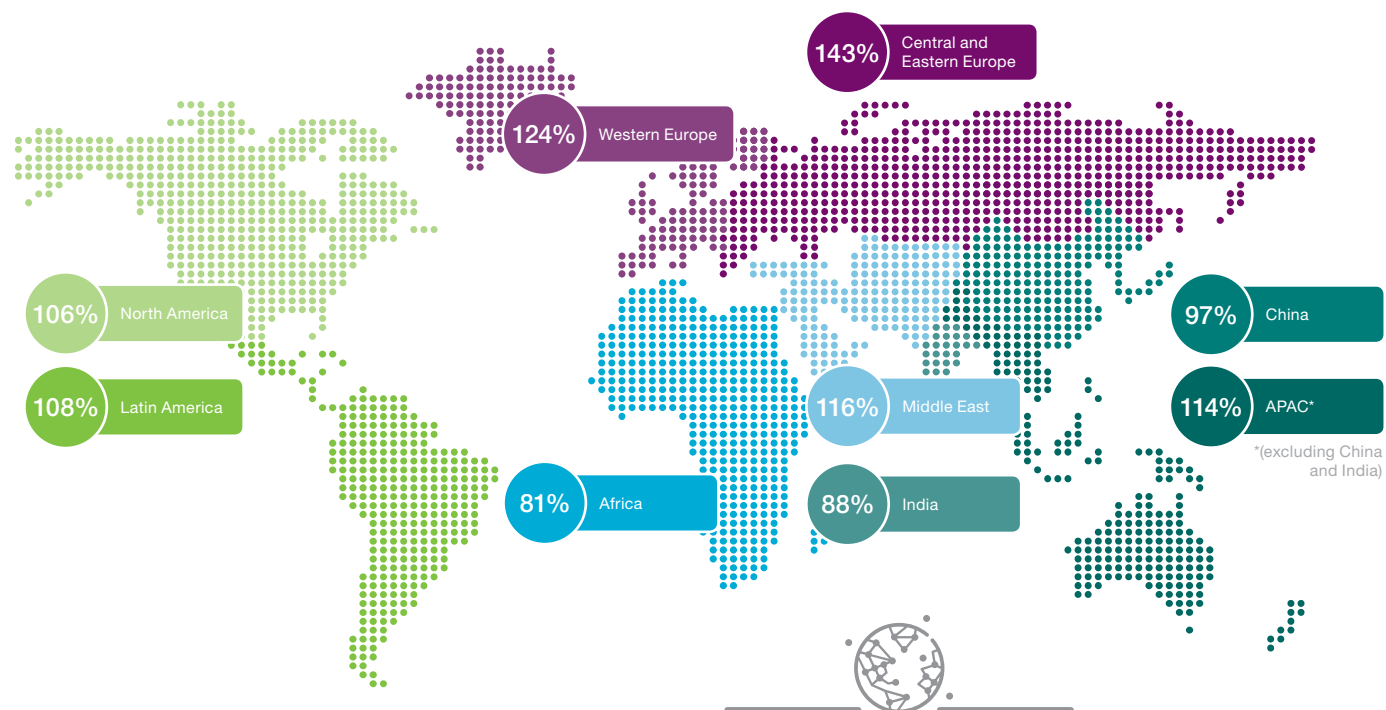 143%
Central and
Eastern Europe
124%
Western Europe
106%
North America
97%
China
108%
Latin America
116%
Middle East
114%
APAC*
*(excluding China
and India)
81%
Africa
88%
India